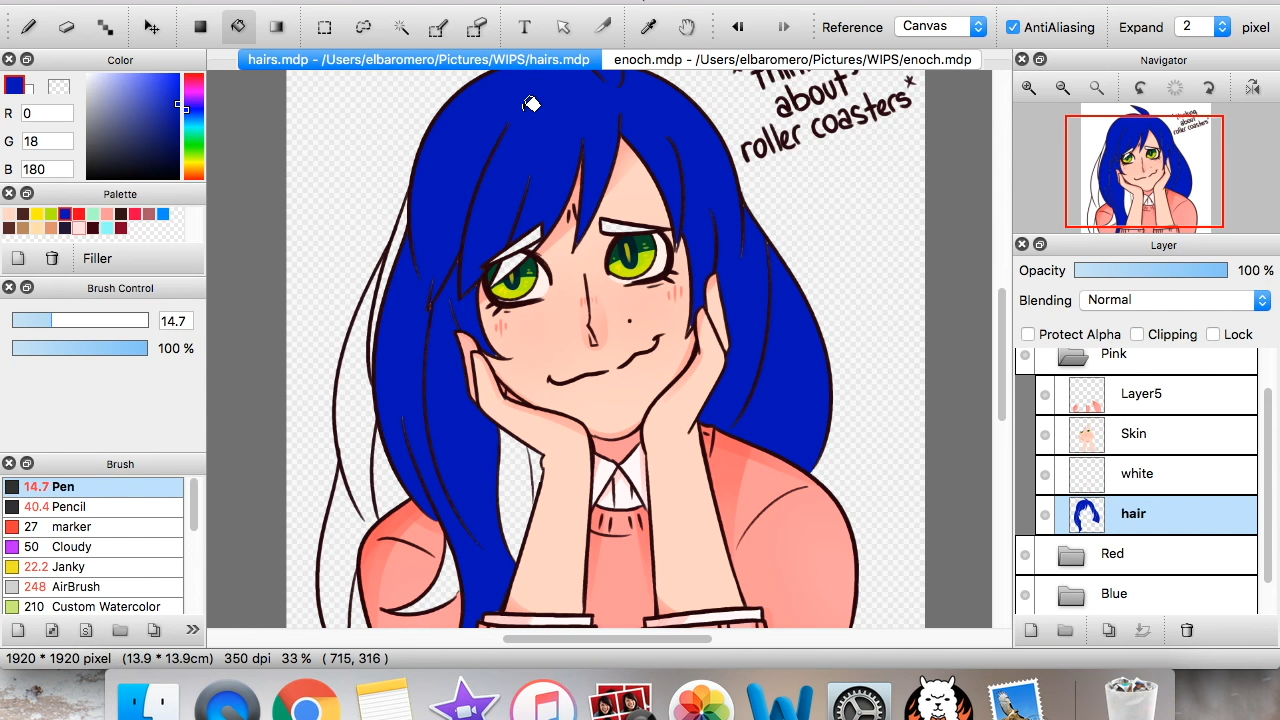 Reference
Canvas
AntiAliasing
Expand
2
pixel
hairs.mdp - /Users/elbaromero/Pictures/WIPS/hairs.mdp
enoch.mdp - /Users/elbaromero/Pictures/WIPS/enoch.mdp
Color
R 0
G 18
B 180
Palette
Filler
Brush Control
14.7
100 %
Brush
14.7 Pen
40.4 Pencil
27 marker
50 Cloudy
22.2 Janky
248 AirBrush
210 Custom Watercolor
about
roller coasters*
Navigator
Layer
Opacity 100 %
Blending Normal
Protect Alpha Clipping Lock
Pink
Layer5
Skin
white
hair
Red
Blue
1920 * 1920 pixel (13.9 * 13.9cm) 350 dpi 33 % ( 715, 316 )